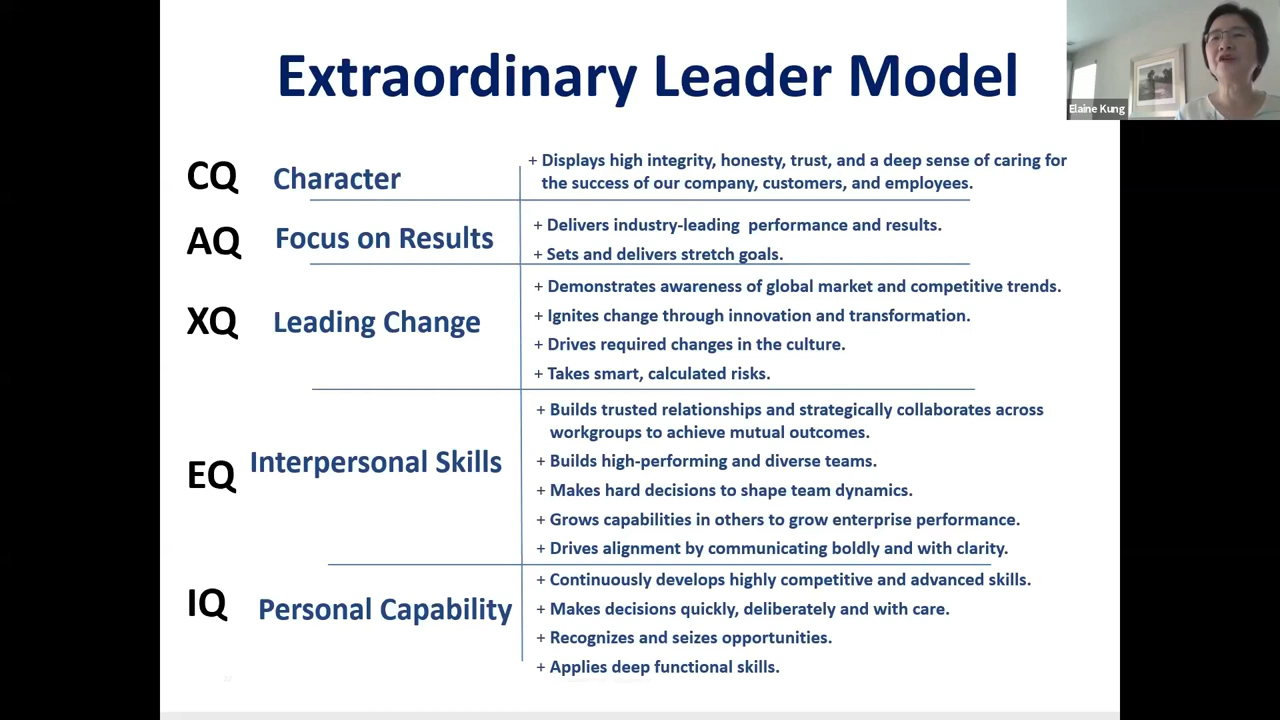 Extraordinary Leader Model
Elaine Kung
CQ Character
+ Displays high integrity, honesty, trust, and a deep sense of caring for
the success of our company, customers, and employees.
AQ Focus on Results
+ Delivers industry-leading performance and results.
+ Sets and delivers stretch goals.
XQ Leading Change
+ Demonstrates awareness of global market and competitive trends.
+ Ignites change through innovation and transformation.
+ Drives required changes in the culture.
+ Takes smart, calculated risks.
EQ Interpersonal Skills
+ Builds trusted relationships and strategically collaborates across
workgroups to achieve mutual outcomes.
+ Builds high-performing and diverse teams.
+ Makes hard decisions to shape team dynamics.
+ Grows capabilities in others to grow enterprise performance.
+ Drives alignment by communicating boldly and with clarity.
IQ Personal Capability
+ Continuously develops highly competitive and advanced skills.
+ Makes decisions quickly, deliberately and with care.
+ Recognizes and seizes opportunities.
+ Applies deep functional skills.